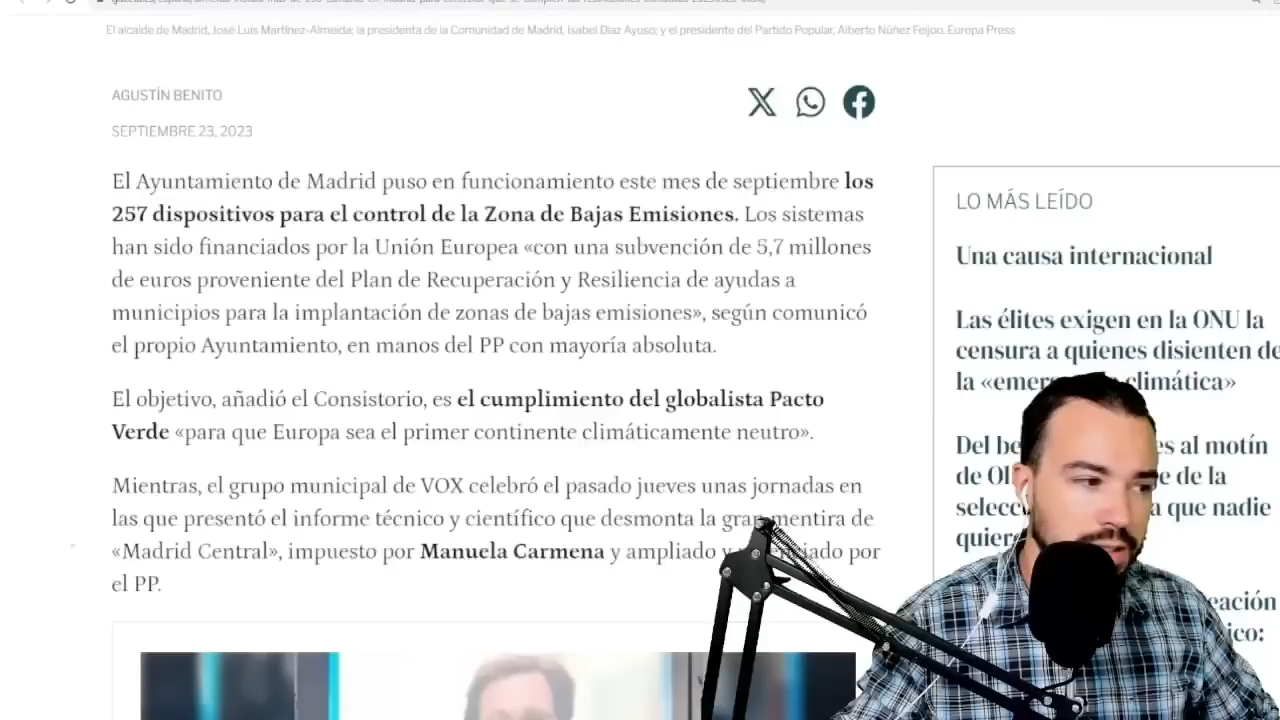 El alcalde de Madrid, José Luis Martínez-Almeida; la presidenta de la Comunidad de Madrid, Isabel Díaz Ayuso; y el presidente del Partido Popular, Alberto Núñez Feijoo. Europa Press
AGUSTÍN BENITO
SEPTIEMBRE 23, 2023
El Ayuntamiento de Madrid puso en funcionamiento este mes de septiembre los
257 dispositivos para el control de la Zona de Bajas Emisiones. Los sistemas
han sido financiados por la Unión Europea «con una subvención de 5,7 millones
de euros proveniente del Plan de Recuperación y Resiliencia de ayudas a
municipios para la implantación de zonas de bajas emisiones», según comunicó
el propio Ayuntamiento, en manos del PP con mayoría absoluta.
El objetivo, añadió el Consistorio, es el cumplimiento del globalista Pacto
Verde «para que Europa sea el primer continente climáticamente neutro».
Mientras, el grupo municipal de VOX celebró el pasado jueves unas jornadas en
las que presentó el informe técnico y científico que desmonta la gran mentira de
«Madrid Central», impuesto por Manuela Carmena y ampliado y por
el PP.
LO MÁS LEÍDO
Una causa internacional
Las élites exigen en la ONU la
censura a quienes disienten de
la climática»
Del es al motín
de de la
a que nadie